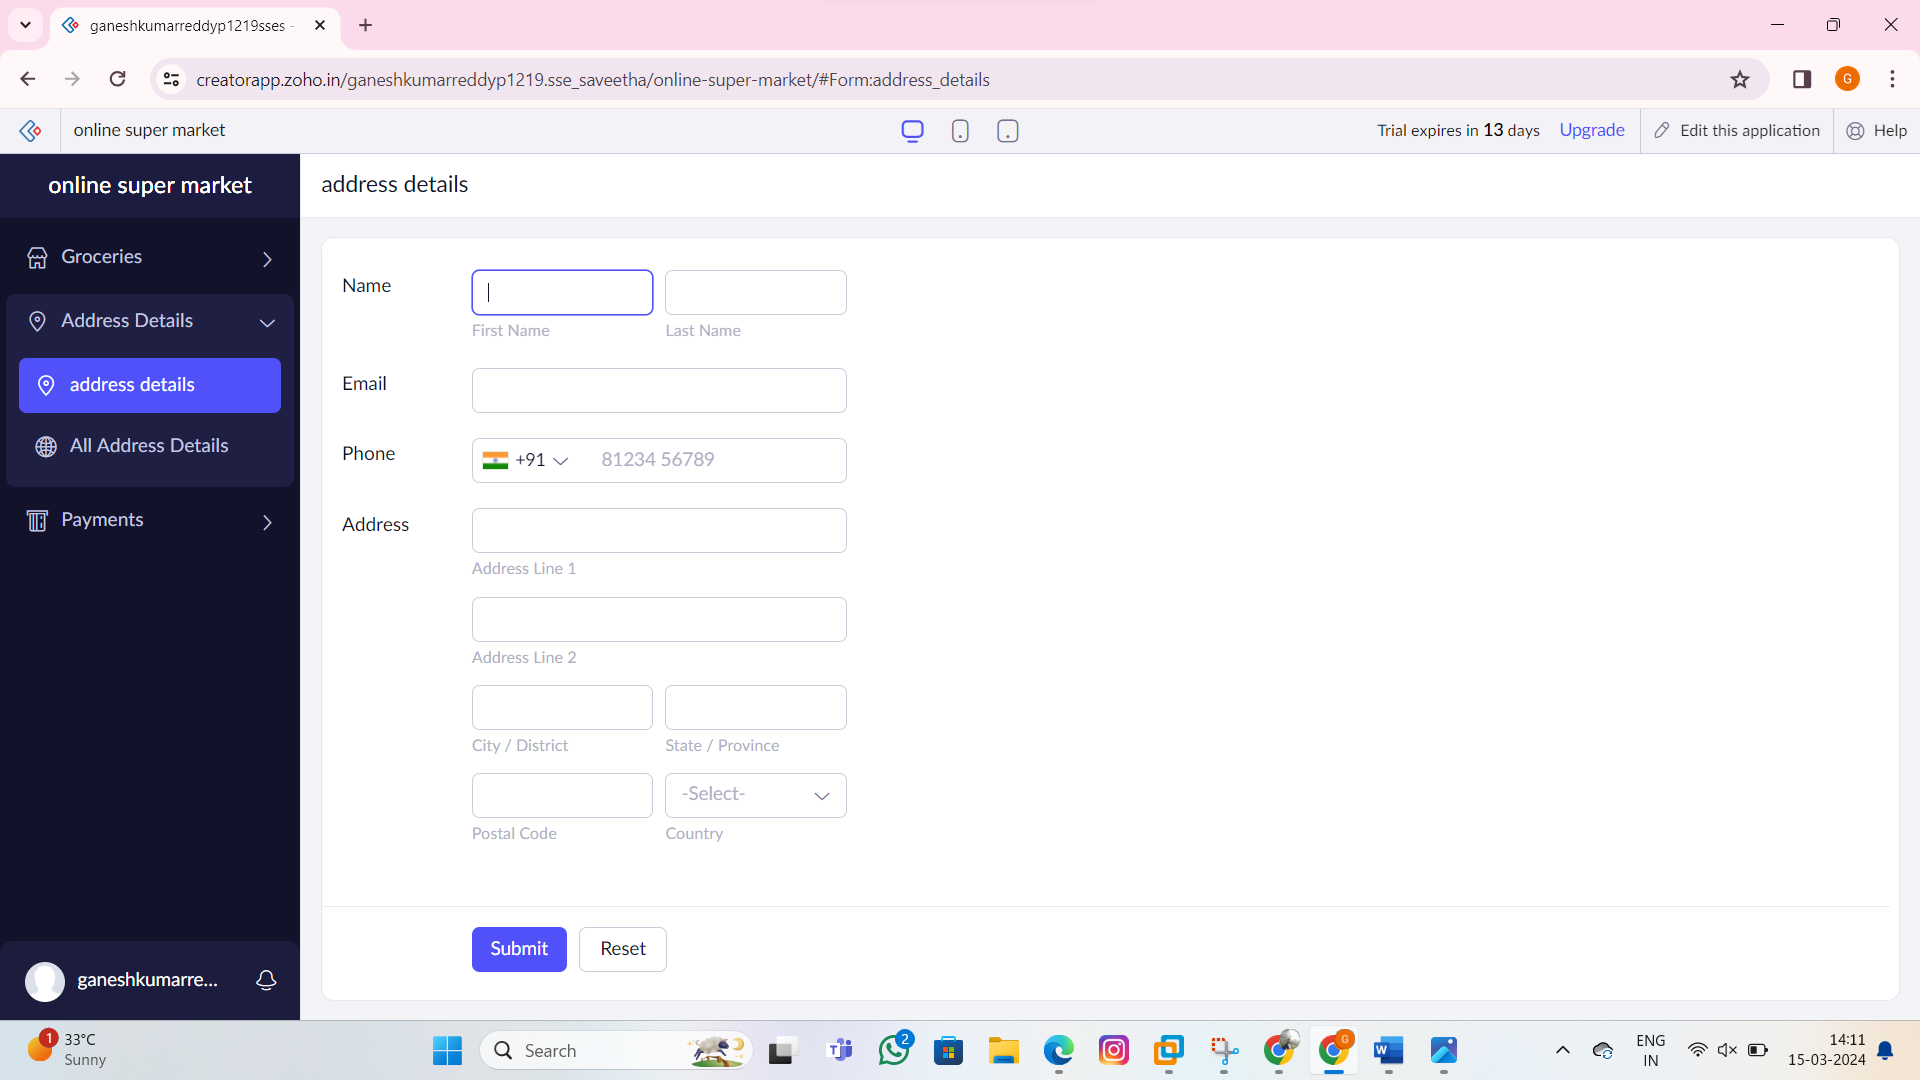 ganeshkumarreddyp1219sses -
creatorapp.zoho.in/ganeshkumarreddyp1219.sse_saveetha/online-super-market/#Form:address_details
G
online super market
Trial expires in 13 days
Upgrade
Edit this application
Help
online super market
address details
Groceries
Address Details
address details
All Address Details
Payments
Name
First Name
Last Name
Email
Phone
+91
81234 56789
Address
Address Line 1
Address Line 2
City / District
State / Province
-Select-
Postal Code
Country
Submit
Reset
ganeshkumarre...
1
33°C
Sunny
Search
2
G
W
ENG
IN
14:11
15-03-2024